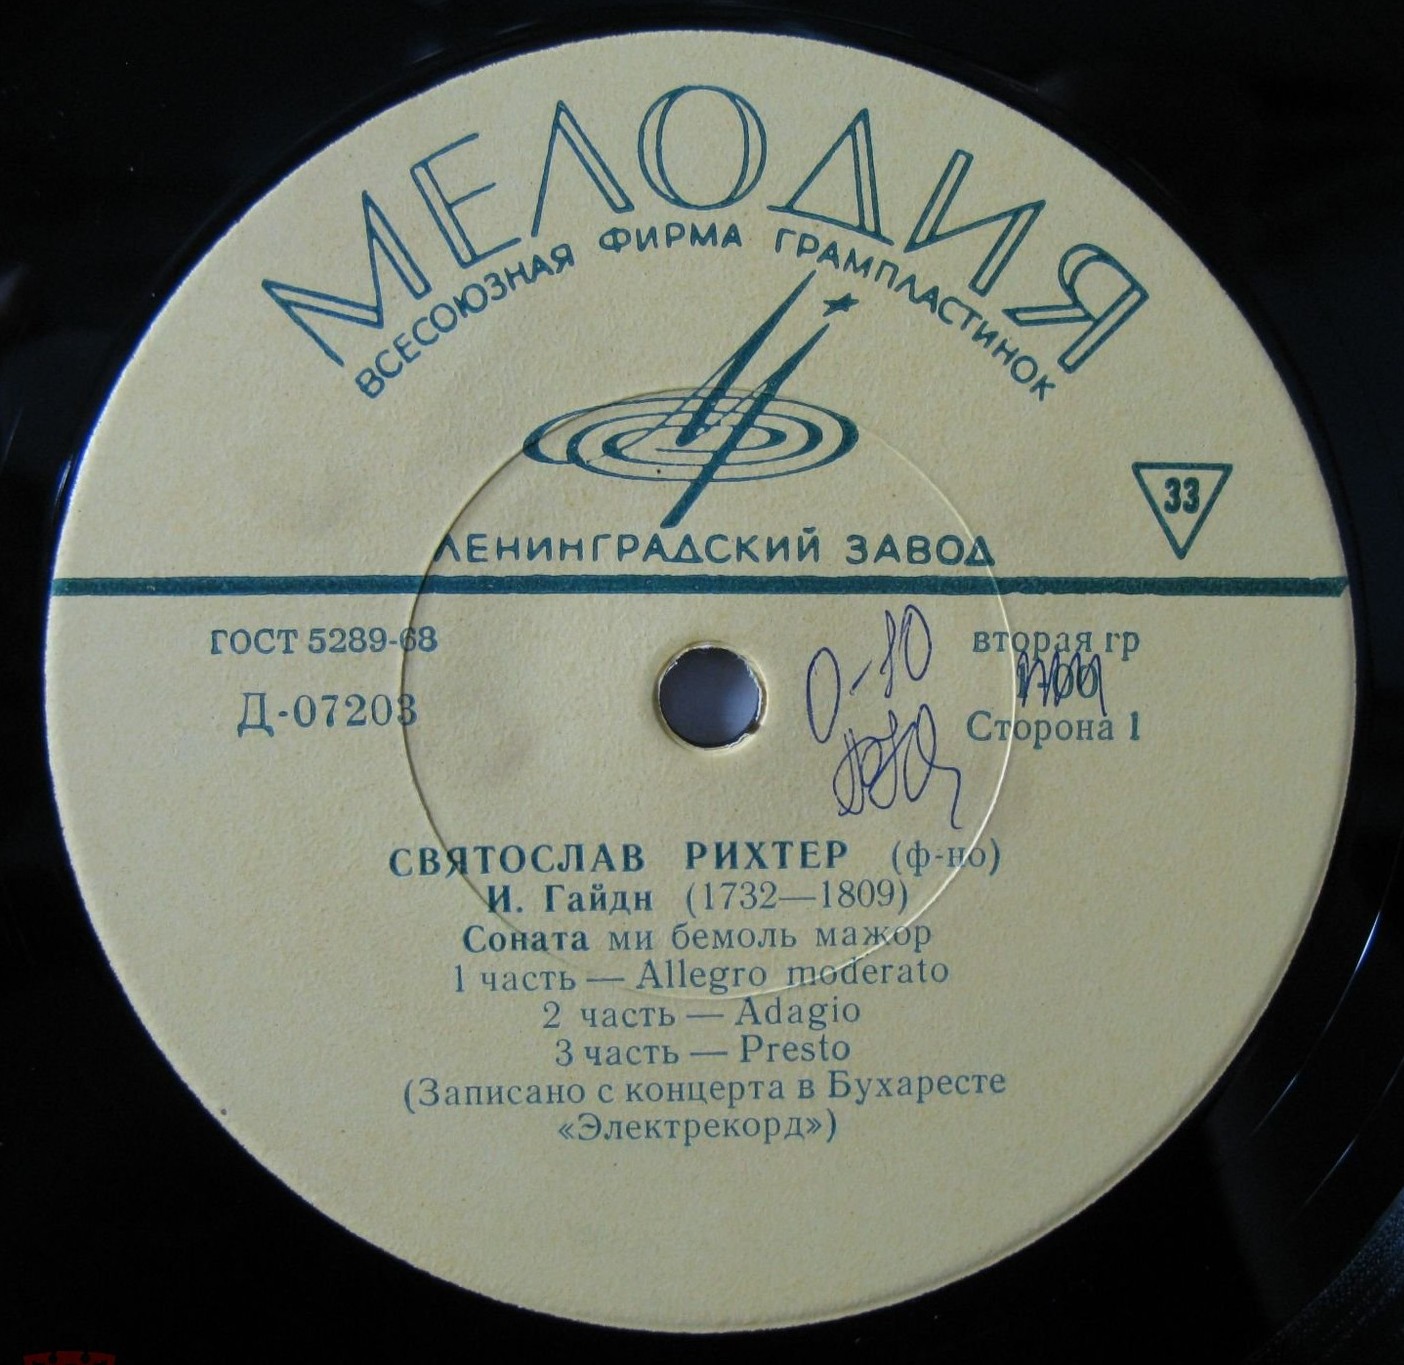 МЕЛОДИЯ
ВСЕСОЮЗНАЯ ФИРМА ГРАМПЛАСТИНОК
33
ЛЕНИНГРАДСКИЙ ЗАВОД
ГОСТ 5289-68
вторая гр
Д-07203
0-80
Сторона 1
СВЯТОСЛАВ РИХТЕР (ф-но)
И. Гайдн (1732—1809)
Соната ми бемоль мажор
1 часть — Allegro moderato
2 часть — Adagio
3 часть — Presto
(Записано с концерта в Бухаресте
«Электрекорд»)